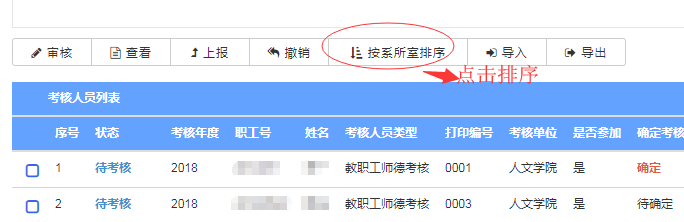 审核 查看 上报 撤销 按系所室排序 导入 导出
点击排序
考核人员列表
序号 状态 考核年度 职工号 姓名 考核人员类型 打印编号 考核单位 是否参加 确定考核
1 待考核 2018 教职工师德考核 0001 人文学院 是 确定
2 待考核 2018 教职工师德考核 0003 人文学院 是 待确定